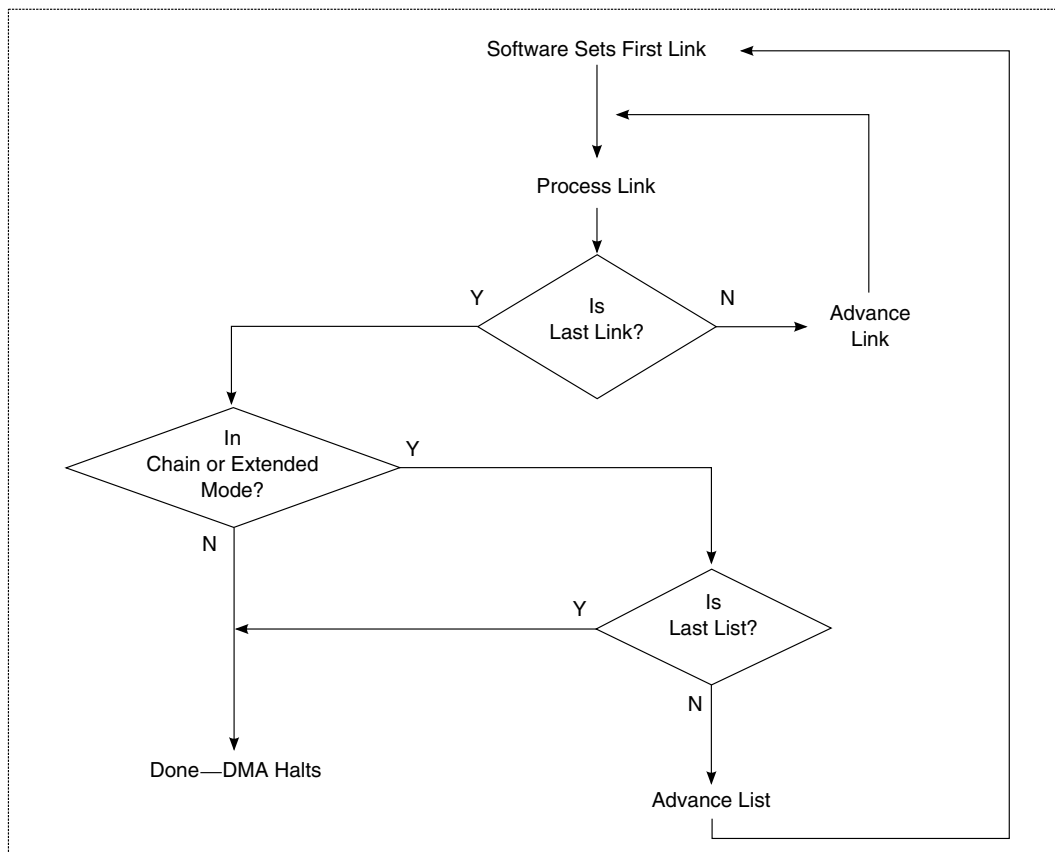 Software Sets First Link
Process Link
Y
Is
Last Link?
N
Advance
Link
In
Chain or Extended
Mode?
Y
N
Is
Last List?
Y
N
Done—DMA Halts
Advance List